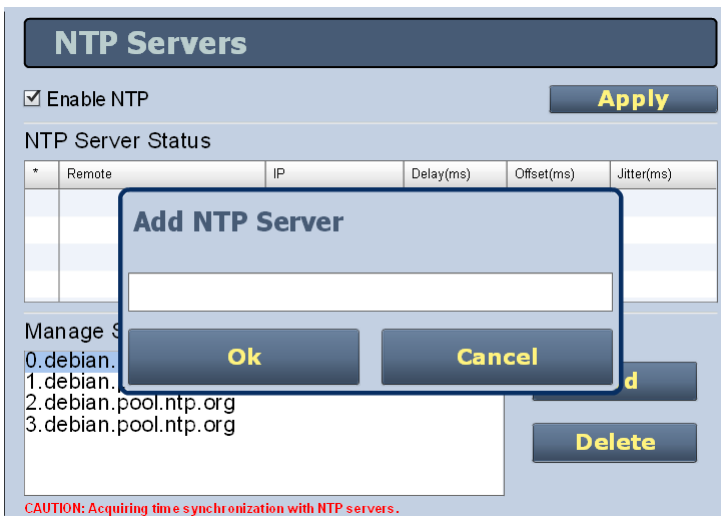 NTP Servers
Enable NTP
Apply
NTP Server Status
* Remote IP Delay(ms) Offset(ms) Jitter(ms)
Add NTP Server
Ok Cancel
Manage
0.debian.
1.debian.
2.debian.pool.ntp.org
3.debian.pool.ntp.org
Delete
CAUTION: Acquiring time synchronization with NTP servers.